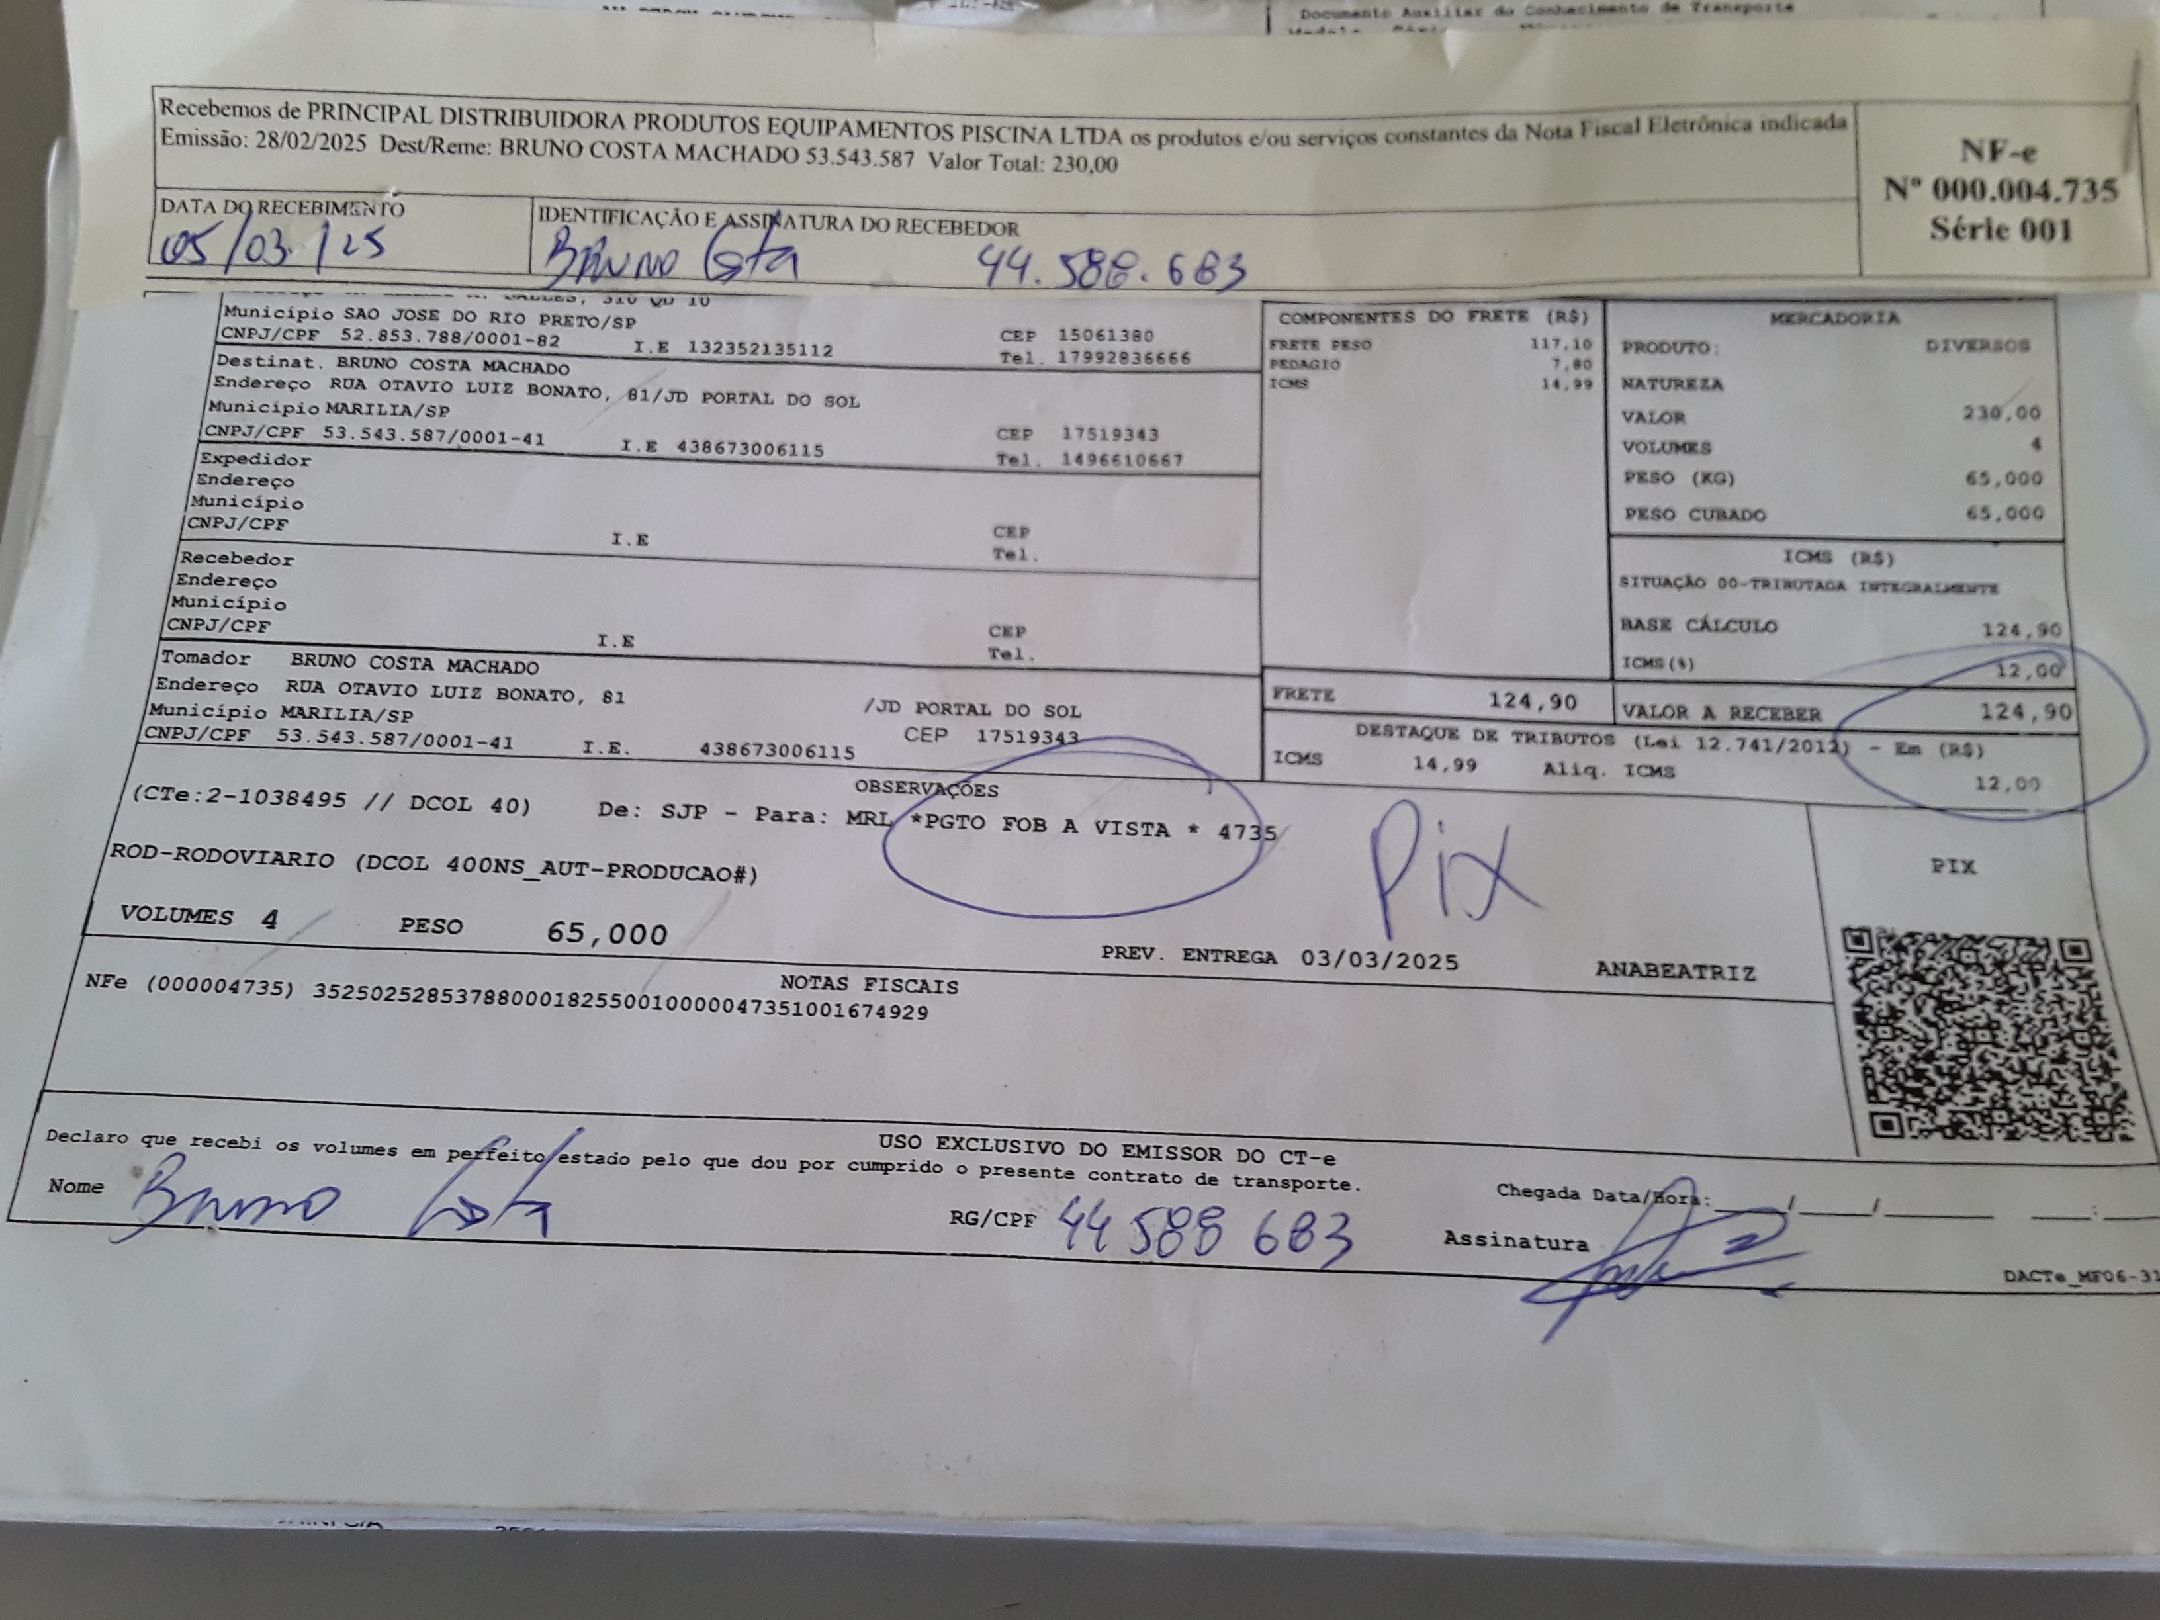 Documento Auxiliar do Conhecimento de Transporte
Recebemos de PRINCIPAL DISTRIBUIDORA PRODUTOS EQUIPAMENTOS PISCINA LTDA os produtos e/ou serviços constantes da Nota Fiscal Eletrônica indicada
Emissão: 28/02/2025 Dest/Reme: BRUNO COSTA MACHADO 53.543.587 Valor Total: 230,00
NF-e
Nº 000.004.735
Série 001
DATA DO RECEBIMENTO
05/03/25
IDENTIFICAÇÃO E ASSINATURA DO RECEBEDOR
BRUNO Costa 44.588.683
310 QD 10
Município SAO JOSE DO RIO PRETO/SP
CEP 15061380
CNPJ/CPF 52.853.788/0001-82 I.E 132352135112 Tel. 17992836666
Destinat. BRUNO COSTA MACHADO
Endereço RUA OTAVIO LUIZ BONATO, 81/JD PORTAL DO SOL
Município MARILIA/SP
CEP 17519343
CNPJ/CPF 53.543.587/0001-41 I.E 438673006115 Tel. 1496610667
Expedidor
Endereço
Município
CEP
CNPJ/CPF I.E Tel.
Recebedor
Endereço
Município
CEP
CNPJ/CPF I.E Tel.
Tomador BRUNO COSTA MACHADO
Endereço RUA OTAVIO LUIZ BONATO, 81 /JD PORTAL DO SOL
Município MARILIA/SP CEP 17519343
CNPJ/CPF 53.543.587/0001-41 I.E. 438673006115
COMPONENTES DO FRETE (R$)
FRETE PESO 117,10
PEDAGIO 7,80
ICMS 14,99
FRETE 124,90
MERCADORIA
PRODUTO: DIVERSOS
NATUREZA
VALOR 230,00
VOLUMES 4
PESO (KG) 65,000
PESO CUBADO 65,000
ICMS (R$)
SITUAÇÃO 00-TRIBUTADA INTEGRALMENTE
BASE CÁLCULO 124,90
ICMS(%) 12,00
VALOR A RECEBER 124,90
DESTAQUE DE TRIBUTOS (Lei 12.741/2012) - Em (R$)
ICMS 14,99 Aliq. ICMS 12,00
OBSERVAÇÕES
(CTe:2-1038495 // DCOL 40) De: SJP - Para: MRL *PGTO FOB A VISTA * 4735
Pix
ROD-RODOVIARIO (DCOL 400NS_AUT-PRODUCAO#)
VOLUMES 4 PESO 65,000 PREV. ENTREGA 03/03/2025 ANABEATRIZ
PIX
NOTAS FISCAIS
NFe (000004735) 35250252853788000182550010000047351001674929
USO EXCLUSIVO DO EMISSOR DO CT-e
Declaro que recebi os volumes em perfeito estado pelo que dou por cumprido o presente contrato de transporte.
Chegada Data/Hora: ____/____/______ ____:____
Nome Bruno Costa RG/CPF 44 588 683 Assinatura
DACTe_MF06-31